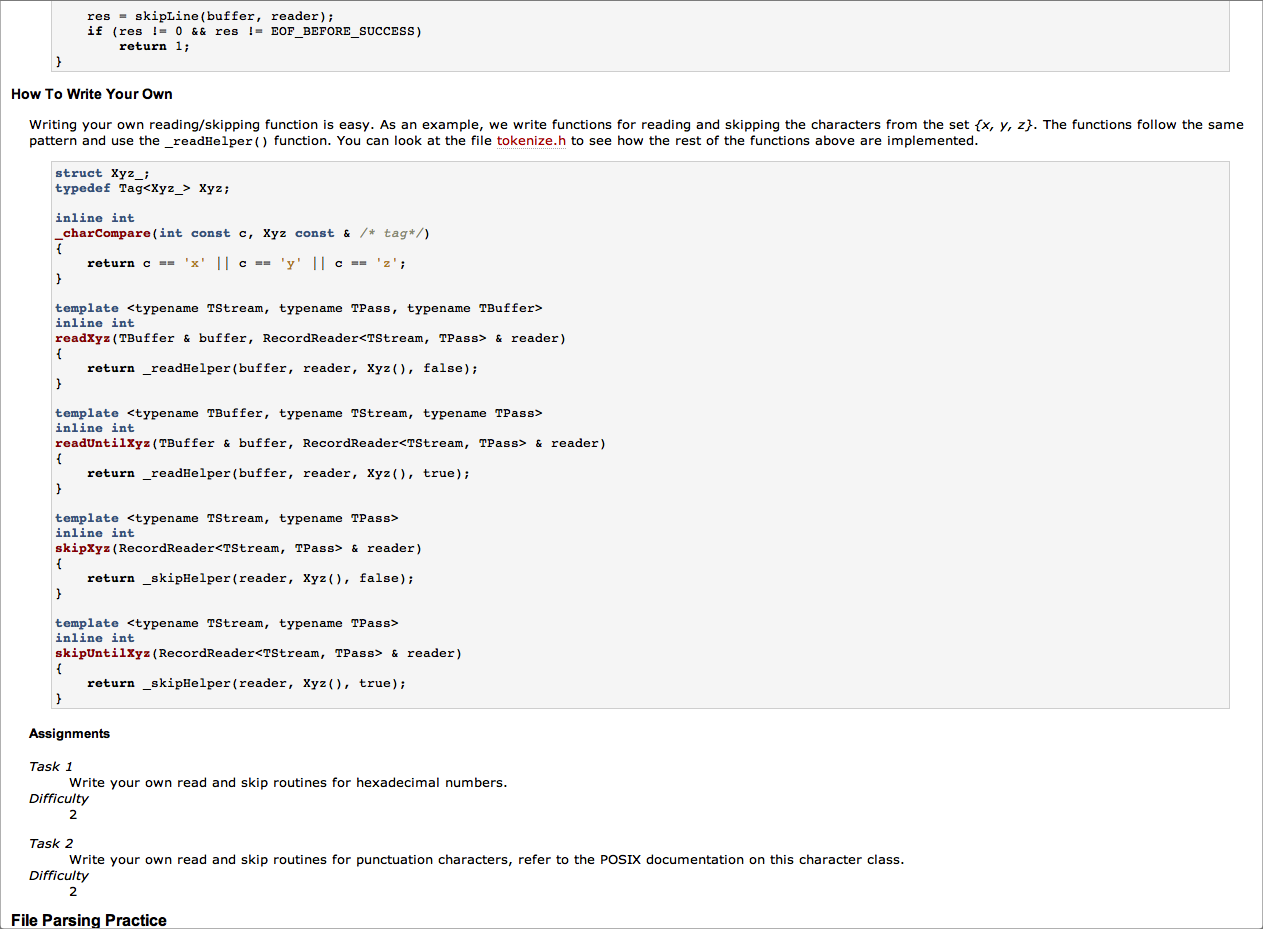 res = skipLine(buffer, reader);
    if (res != 0 && res != EOF_BEFORE_SUCCESS)
        return 1;
}
How To Write Your Own
Writing your own reading/skipping function is easy. As an example, we write functions for reading and skipping the characters from the set {x, y, z}. The functions follow the same
pattern and use the _readHelper() function. You can look at the file tokenize.h to see how the rest of the functions above are implemented.
struct Xyz_;
typedef Tag<Xyz_> Xyz;

inline int
_charCompare(int const c, Xyz const & /* tag*/)
{
    return c == 'x' || c == 'y' || c == 'z';
}

template <typename TStream, typename TPass, typename TBuffer>
inline int
readXyz(TBuffer & buffer, RecordReader<TStream, TPass> & reader)
{
    return _readHelper(buffer, reader, Xyz(), false);
}

template <typename TBuffer, typename TStream, typename TPass>
inline int
readUntilXyz(TBuffer & buffer, RecordReader<TStream, TPass> & reader)
{
    return _readHelper(buffer, reader, Xyz(), true);
}

template <typename TStream, typename TPass>
inline int
skipXyz(RecordReader<TStream, TPass> & reader)
{
    return _skipHelper(reader, Xyz(), false);
}

template <typename TStream, typename TPass>
inline int
skipUntilXyz(RecordReader<TStream, TPass> & reader)
{
    return _skipHelper(reader, Xyz(), true);
}
Assignments
Task 1
Write your own read and skip routines for hexadecimal numbers.
Difficulty
2
Task 2
Write your own read and skip routines for punctuation characters, refer to the POSIX documentation on this character class.
Difficulty
2
File Parsing Practice